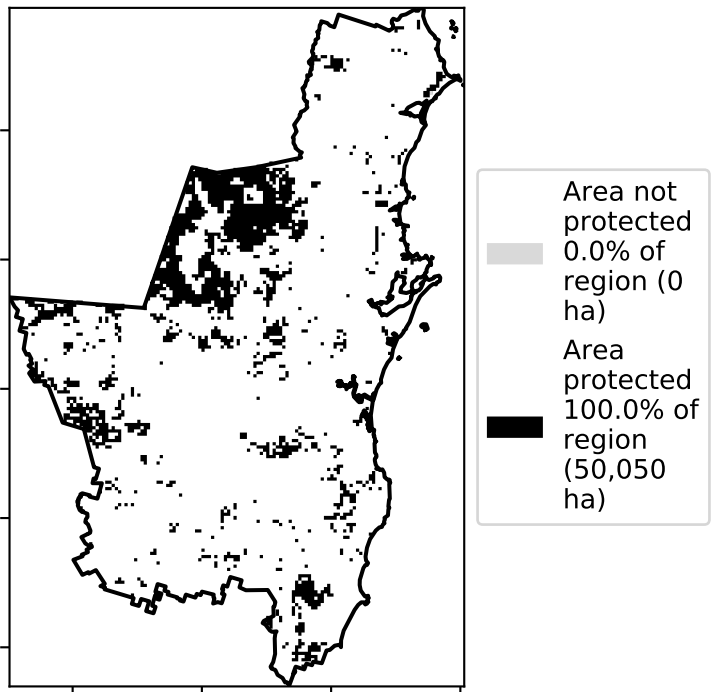 Area not
protected
0.0% of
region (0
ha)
Area
protected
100.0% of
region
(50,050
ha)